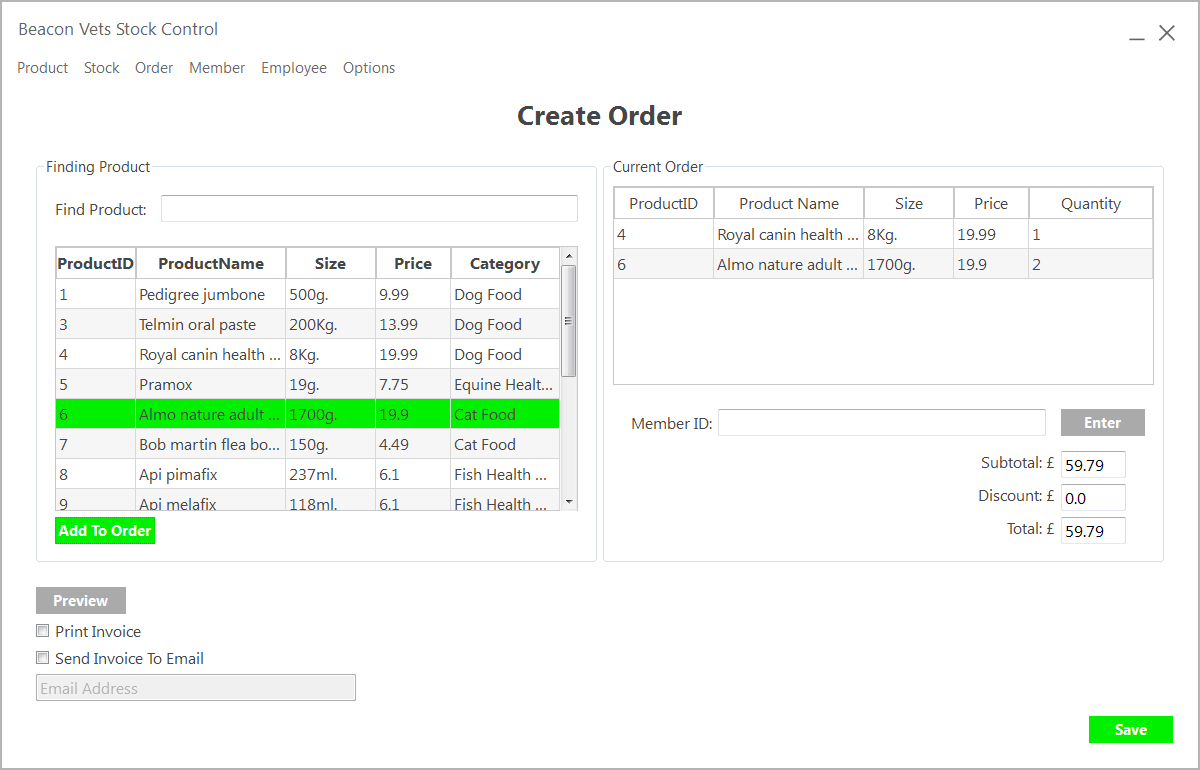 Beacon Vets Stock Control
Product Stock Order Member Employee Options
Create Order
Finding Product
Find Product:
ProductID ProductName Size Price Category
1 Pedigree jumbone 500g. 9.99 Dog Food
3 Telmin oral paste 200Kg. 13.99 Dog Food
4 Royal canin health ... 8Kg. 19.99 Dog Food
5 Pramox 19g. 7.75 Equine Healt...
6 Almo nature adult ... 1700g. 19.9 Cat Food
7 Bob martin flea bo... 150g. 4.49 Cat Food
8 Api pimafix 237ml. 6.1 Fish Health ...
9 Api melafix 118ml. 6.1 Fish Health ...
Add To Order
Current Order
ProductID Product Name Size Price Quantity
4 Royal canin health ... 8Kg. 19.99 1
6 Almo nature adult ... 1700g. 19.9 2
Member ID: Enter
Subtotal: £ 59.79
Discount: £ 0.0
Total: £ 59.79
Preview
Print Invoice
Send Invoice To Email
Email Address
Save